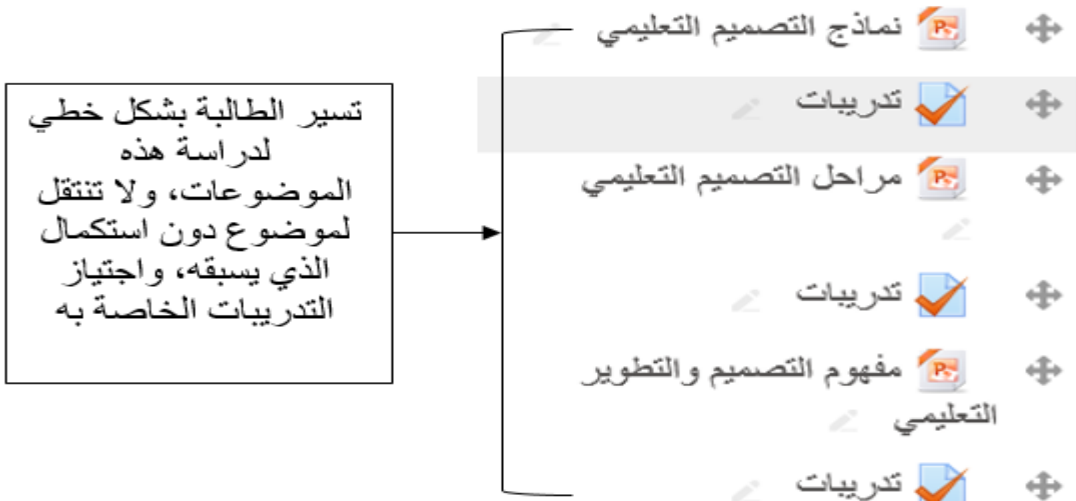 نماذج التصميم التعليمي
تدريبات
مراحل التصميم التعليمي
تدريبات
مفهوم التصميم والتطوير
التعليمي
تدريبات
تسير الطالبة بشكل خطي
لدراسة هذه
الموضوعات، ولا تنتقل
لموضوع دون استكمال
الذي يسبقه، واجتياز
التدريبات الخاصة به